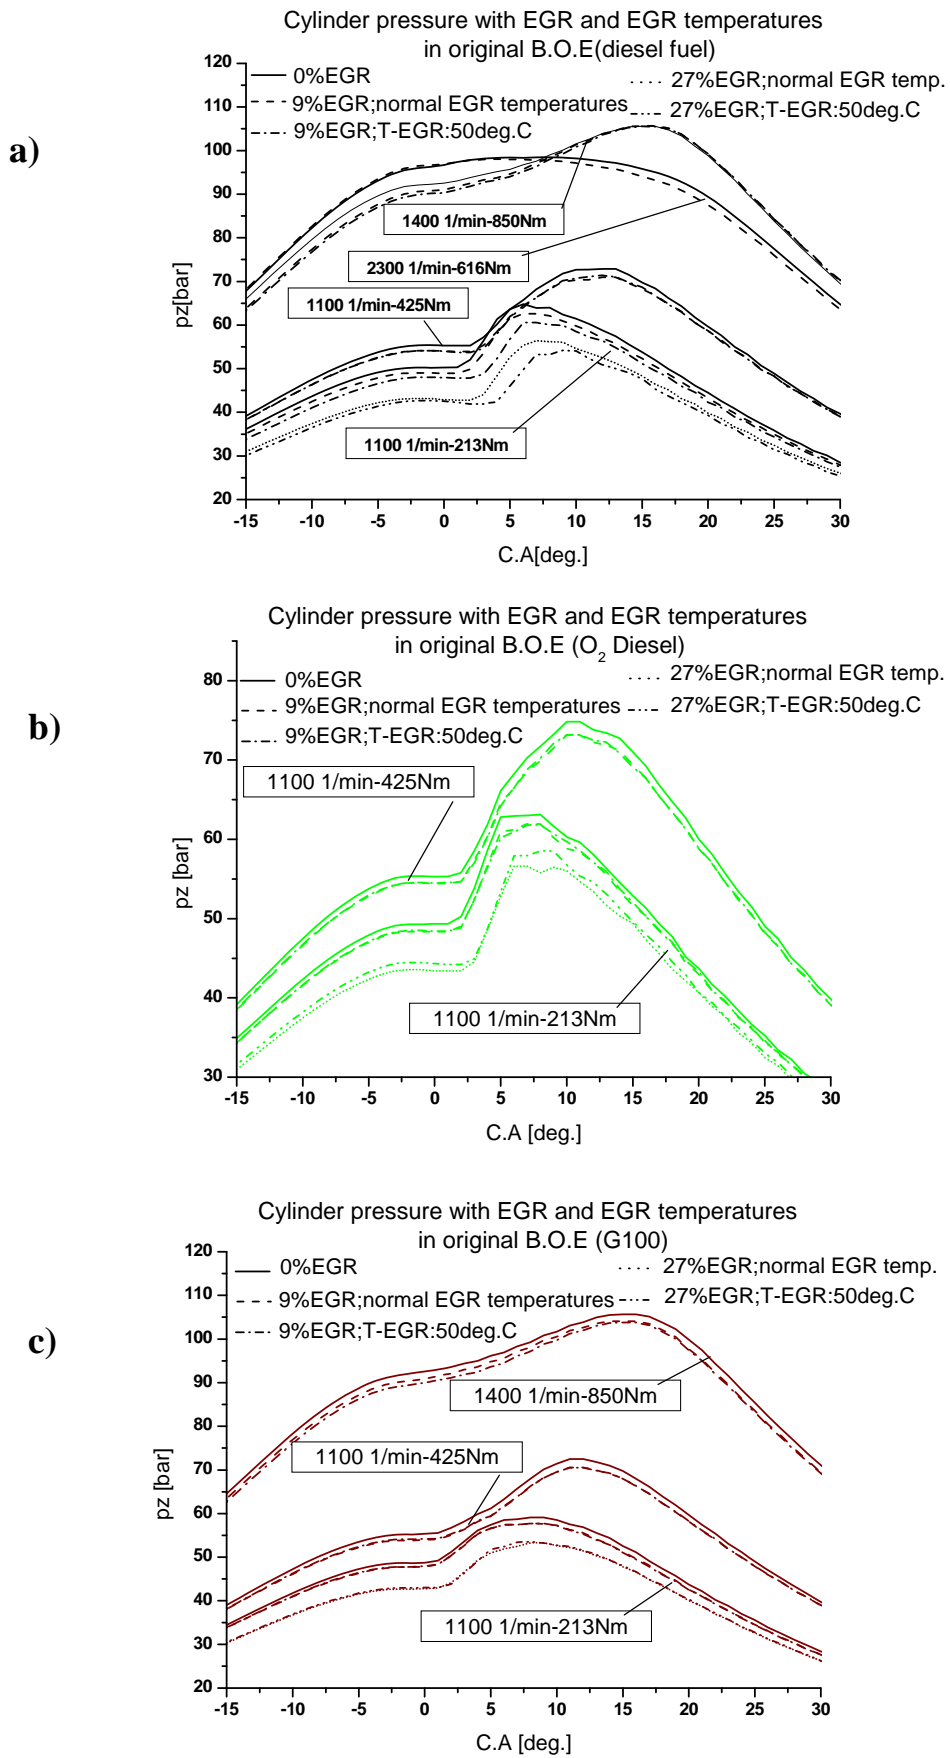 Cylinder pressure with EGR and EGR temperatures
in original B.O.E(diesel fuel)
a)
0%EGR
9%EGR;normal EGR temperatures
9%EGR;T-EGR:50deg.C
27%EGR;normal EGR temp.
27%EGR;T-EGR:50deg.C
120
110
100
90
80
70
60
50
40
30
20
pz[bar]
1400 1/min-850Nm
2300 1/min-616Nm
1100 1/min-425Nm
1100 1/min-213Nm
-15 -10 -5 0 5 10 15 20 25 30
C.A[deg.]
Cylinder pressure with EGR and EGR temperatures
in original B.O.E (O2 Diesel)
b)
0%EGR
9%EGR;normal EGR temperatures
9%EGR;T-EGR:50deg.C
27%EGR;normal EGR temp.
27%EGR;T-EGR:50deg.C
80
70
60
50
40
30
pz [bar]
1100 1/min-425Nm
1100 1/min-213Nm
-15 -10 -5 0 5 10 15 20 25 30
C.A [deg.]
Cylinder pressure with EGR and EGR temperatures
in original B.O.E (G100)
c)
0%EGR
9%EGR;normal EGR temperatures
9%EGR;T-EGR:50deg.C
27%EGR;normal EGR temp.
27%EGR;T-EGR:50deg.C
120
110
100
90
80
70
60
50
40
30
20
pz [bar]
1400 1/min-850Nm
1100 1/min-425Nm
1100 1/min-213Nm
-15 -10 -5 0 5 10 15 20 25 30
C.A [deg.]